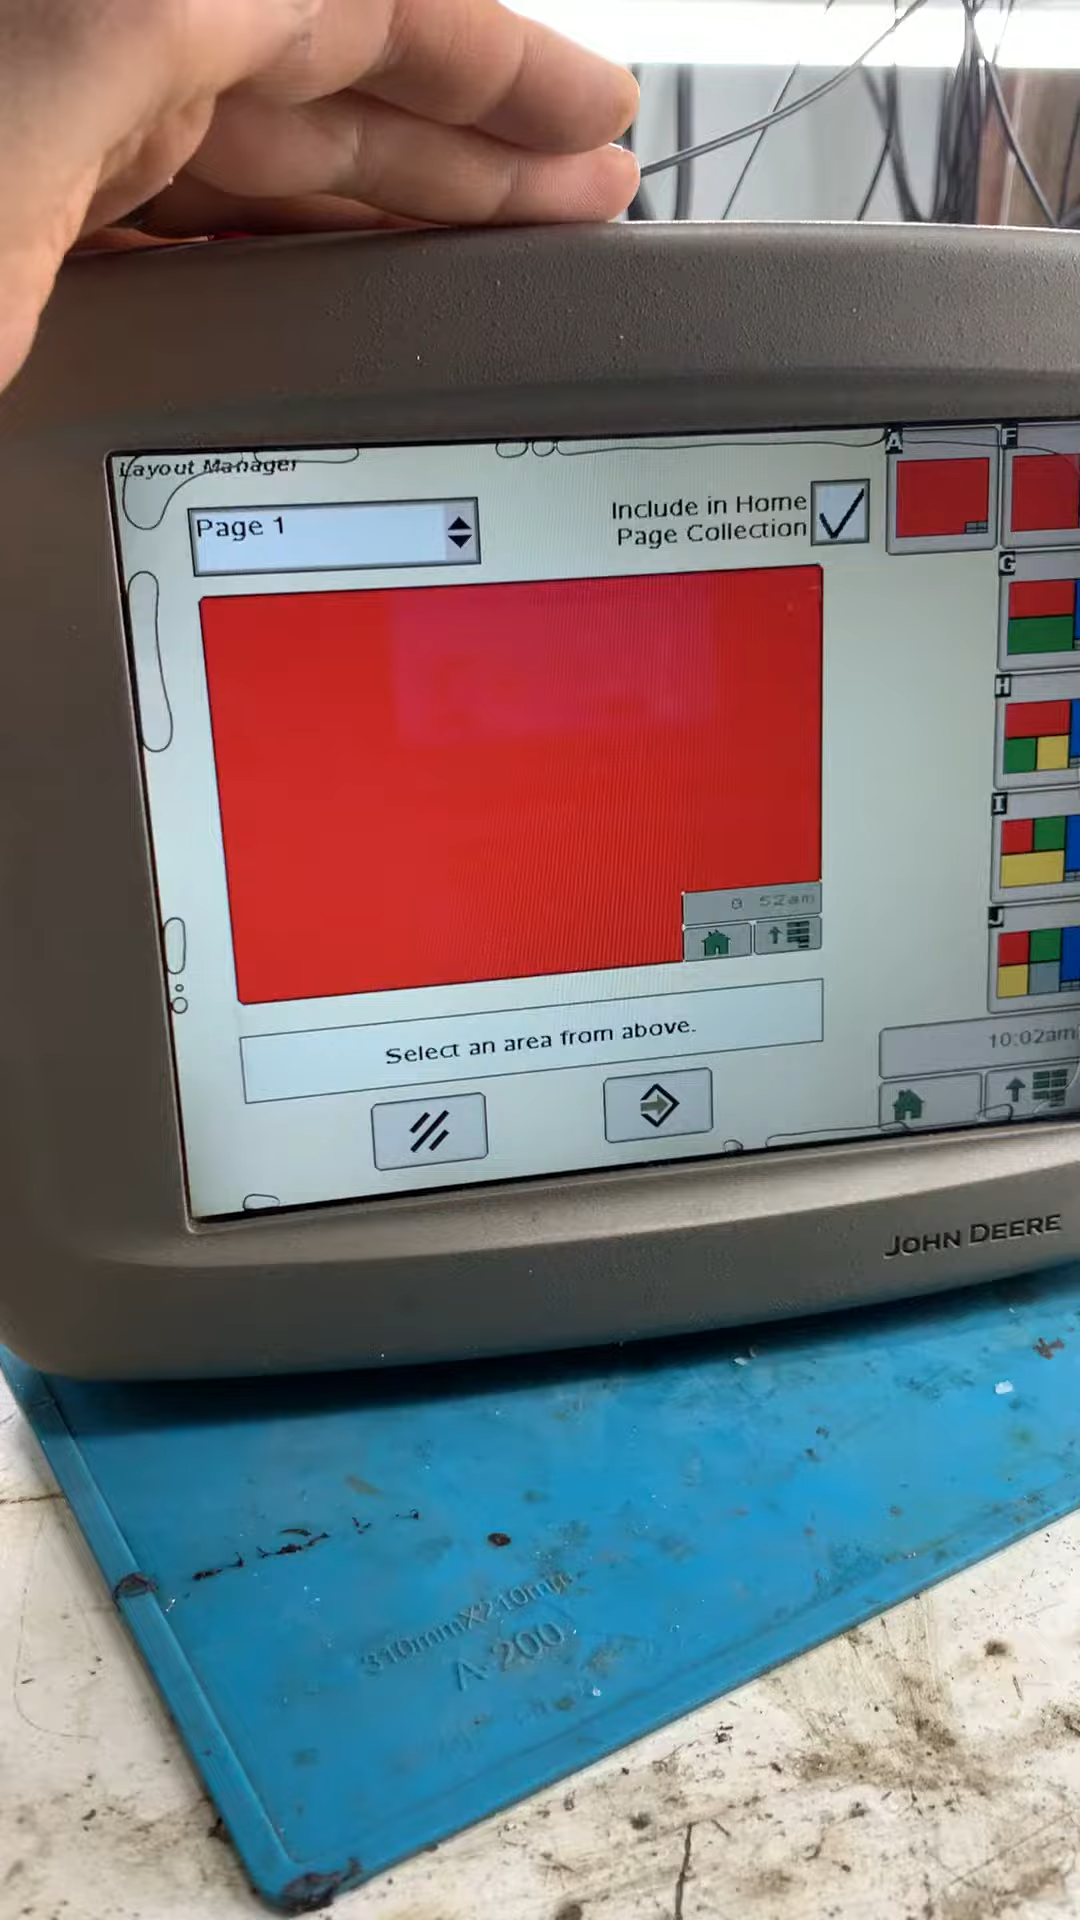 Layout Manager
Page 1
Include in Home
Page Collection
A
F
G
H
I
J
52am
Select an area from above.
10:02am
JOHN DEERE
310mmX210mm
A-200